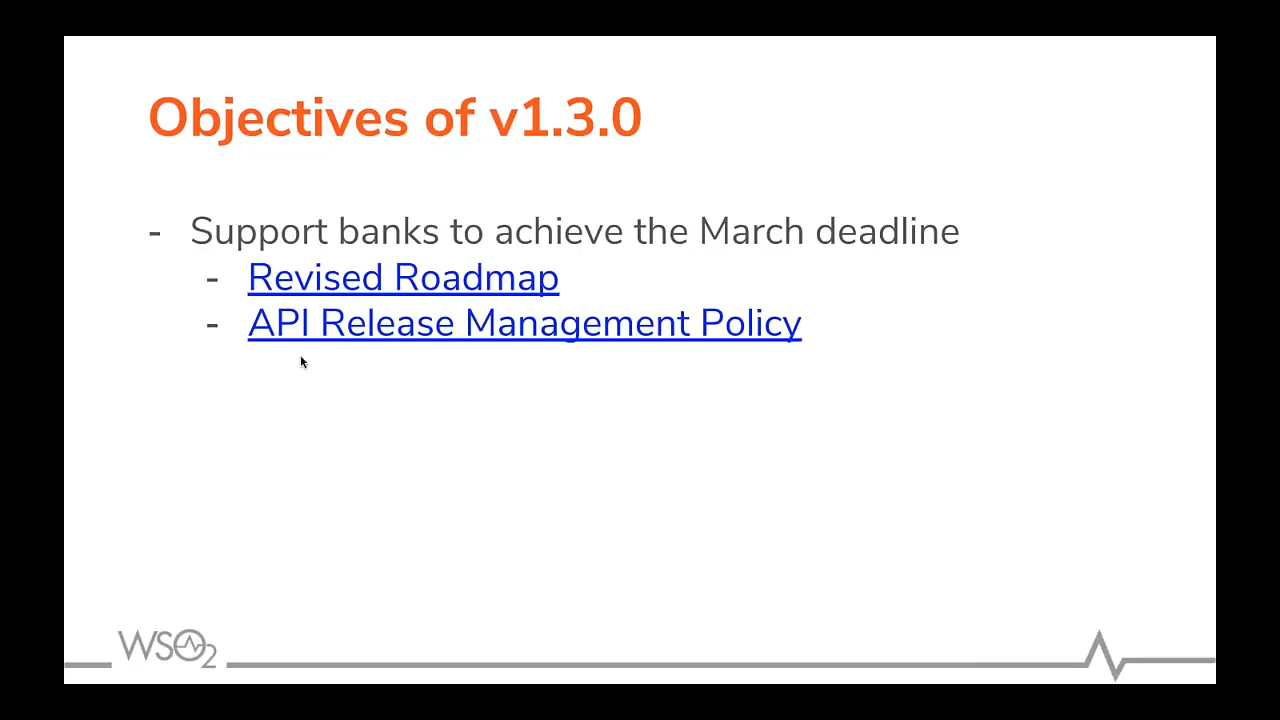 Objectives of v1.3.0
- Support banks to achieve the March deadline
- Revised Roadmap
- API Release Management Policy
WSO2